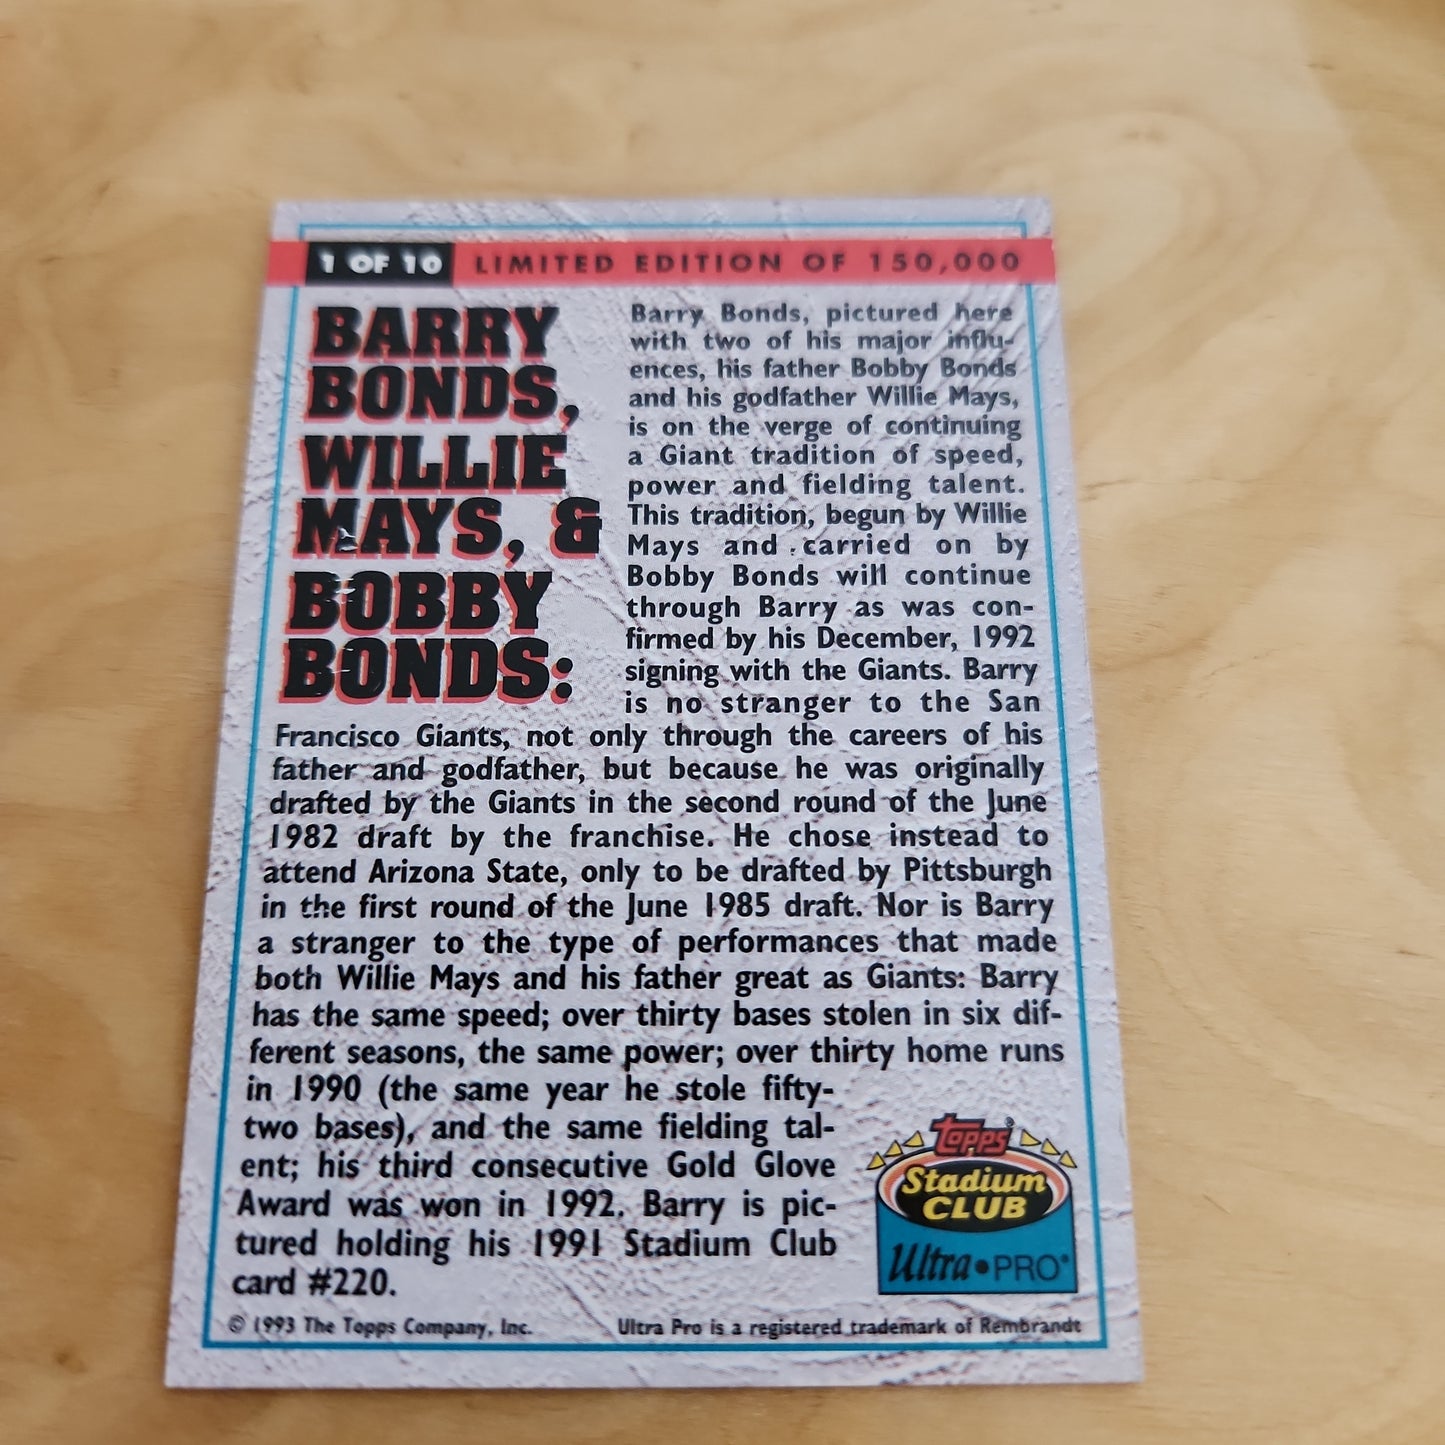 1 OF 10 LIMITED EDITION OF 150,000
BARRY
BONDS,
WILLIE
MAYS, &
BOBBY
BONDS:
Barry Bonds, pictured here
with two of his major influ-
ences, his father Bobby Bonds
and his godfather Willie Mays,
is on the verge of continuing
a Giant tradition of speed,
power and fielding talent.
This tradition, begun by Willie
Mays and carried on by
Bobby Bonds will continue
through Barry as was con-
firmed by his December, 1992
signing with the Giants. Barry
is no stranger to the San
Francisco Giants, not only through the careers of his
father and godfather, but because he was originally
drafted by the Giants in the second round of the June
1982 draft by the franchise. He chose instead to
attend Arizona State, only to be drafted by Pittsburgh
in the first round of the June 1985 draft. Nor is Barry
a stranger to the type of performances that made
both Willie Mays and his father great as Giants: Barry
has the same speed; over thirty bases stolen in six dif-
ferent seasons, the same power; over thirty home runs
in 1990 (the same year he stole fifty-
two bases), and the same fielding tal-
ent; his third consecutive Gold Glove
Award was won in 1992. Barry is pic-
tured holding his 1991 Stadium Club
card #220.
Topps®
Stadium
CLUB
Ultra•PRO®
© 1993 The Topps Company, Inc.
Ultra Pro is a registered trademark of Rembrandt